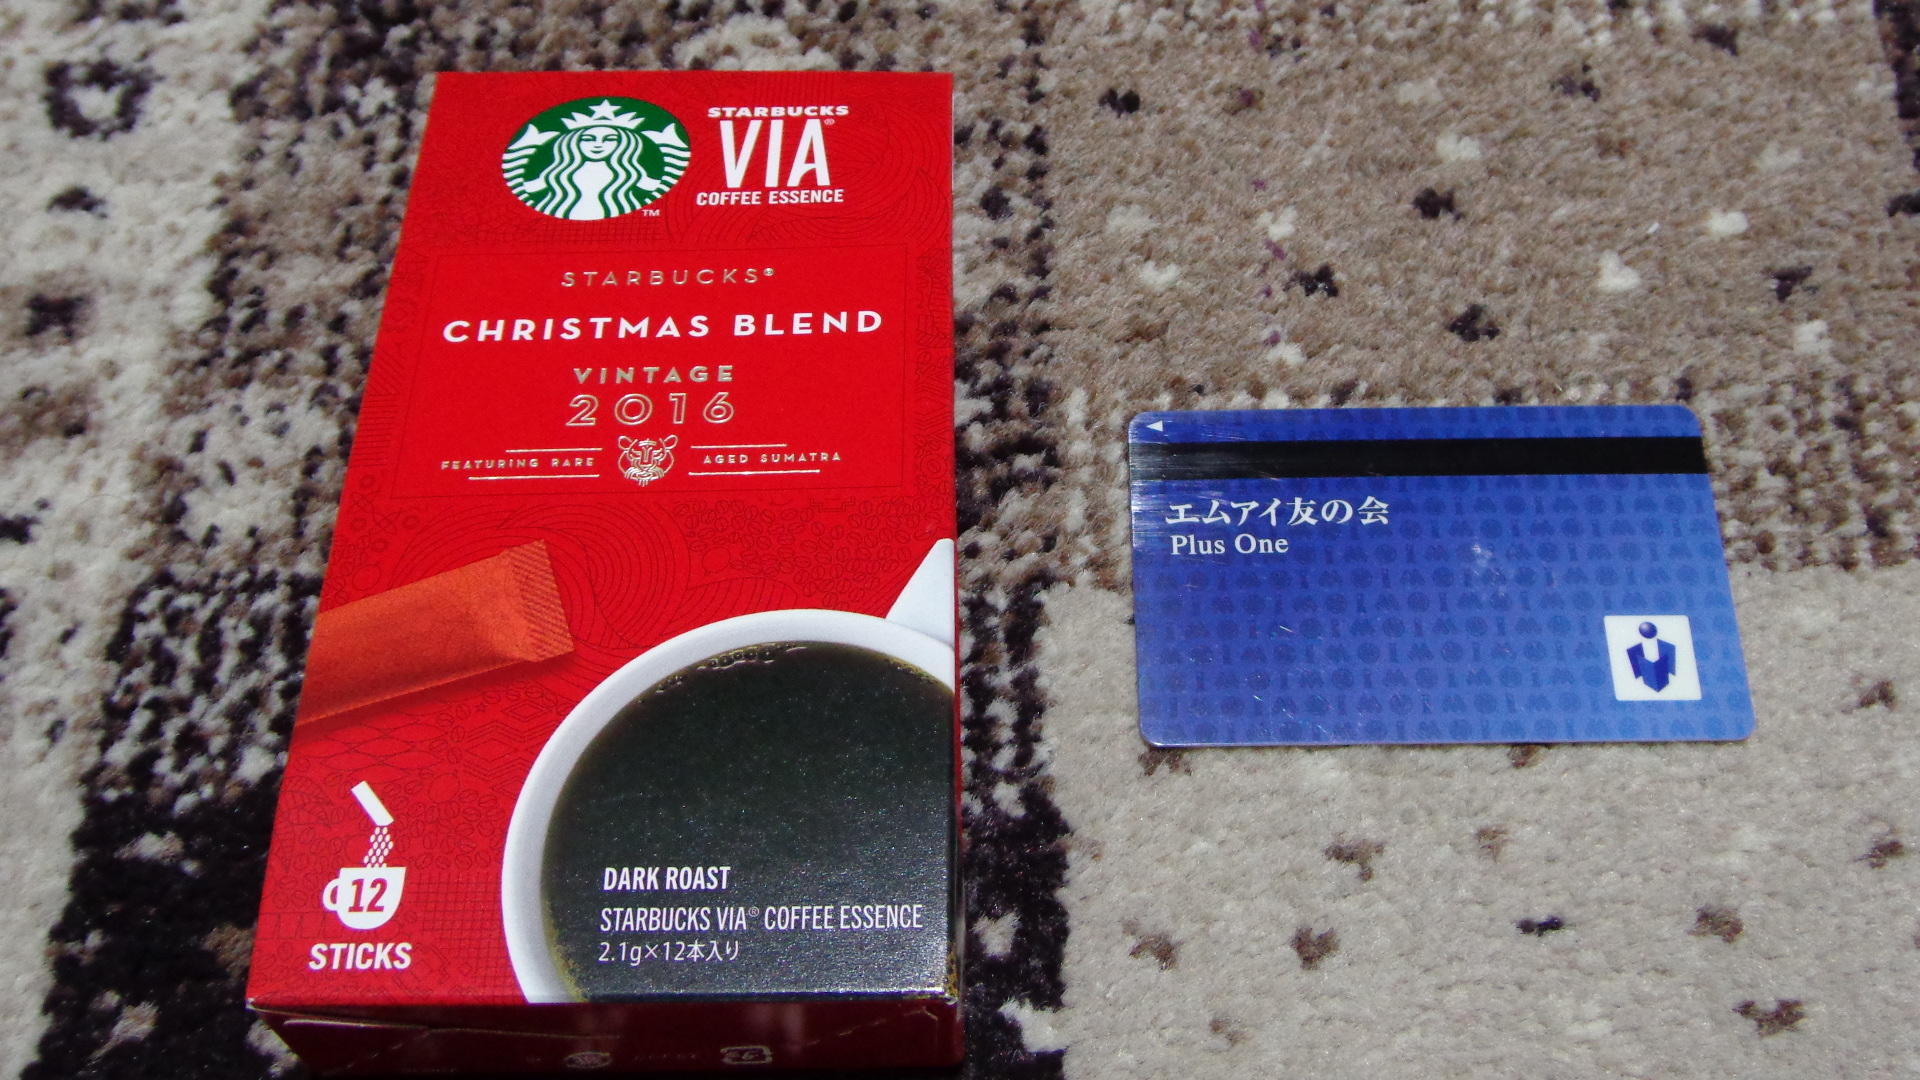 STARBUCKS
VIA®
COFFEE ESSENCE
TM
STARBUCKS®
CHRISTMAS BLEND
VINTAGE
2016
FEATURING RARE
AGED SUMATRA
12
STICKS
DARK ROAST
STARBUCKS VIA® COFFEE ESSENCE
2.1g×12本入り
エムアイ友の会
Plus One